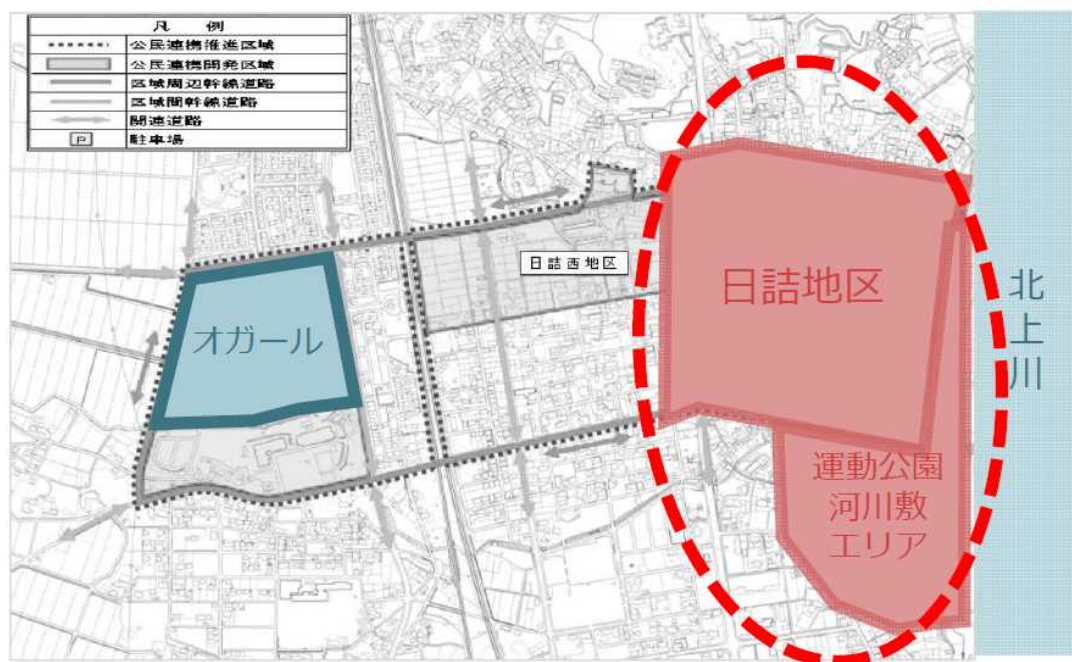 凡 例
公民連携推進区域
公民連携開発区域
区域周辺幹線道路
区域間幹線道路
関連道路
P 駐車場
日詰西地区
オガール
日詰地区
運動公園
河川敷
エリア
北上川